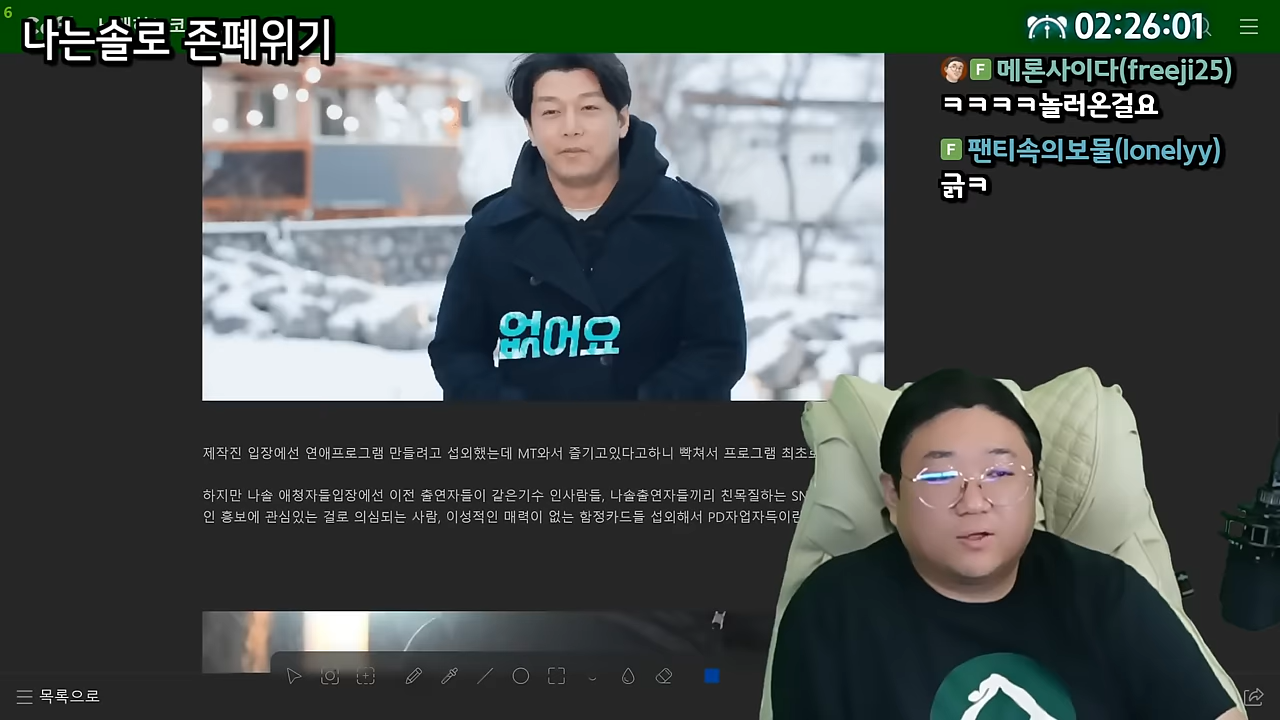 6
나는솔로 존폐위기
02:26:01
F 메론사이다(freeji25)
ㅋㅋㅋㅋ놀러온걸요
F 팬티속의보물(lonelyy)
긁ㅋ
없어요
제작진 입장에선 연애프로그램 만들려고 섭외했는데 MT와서 즐기고있다고하니 빡쳐서 프로그램 최초로
하지만 나솔 애청자들입장에선 이전 출연자들이 같은기수 인사람들, 나솔출연자들끼리 친목질하는 SN
인 홍보에 관심있는 걸로 의심되는 사람, 이성적인 매력이 없는 함정카드들 섭외해서 PD자업자득이란
목록으로